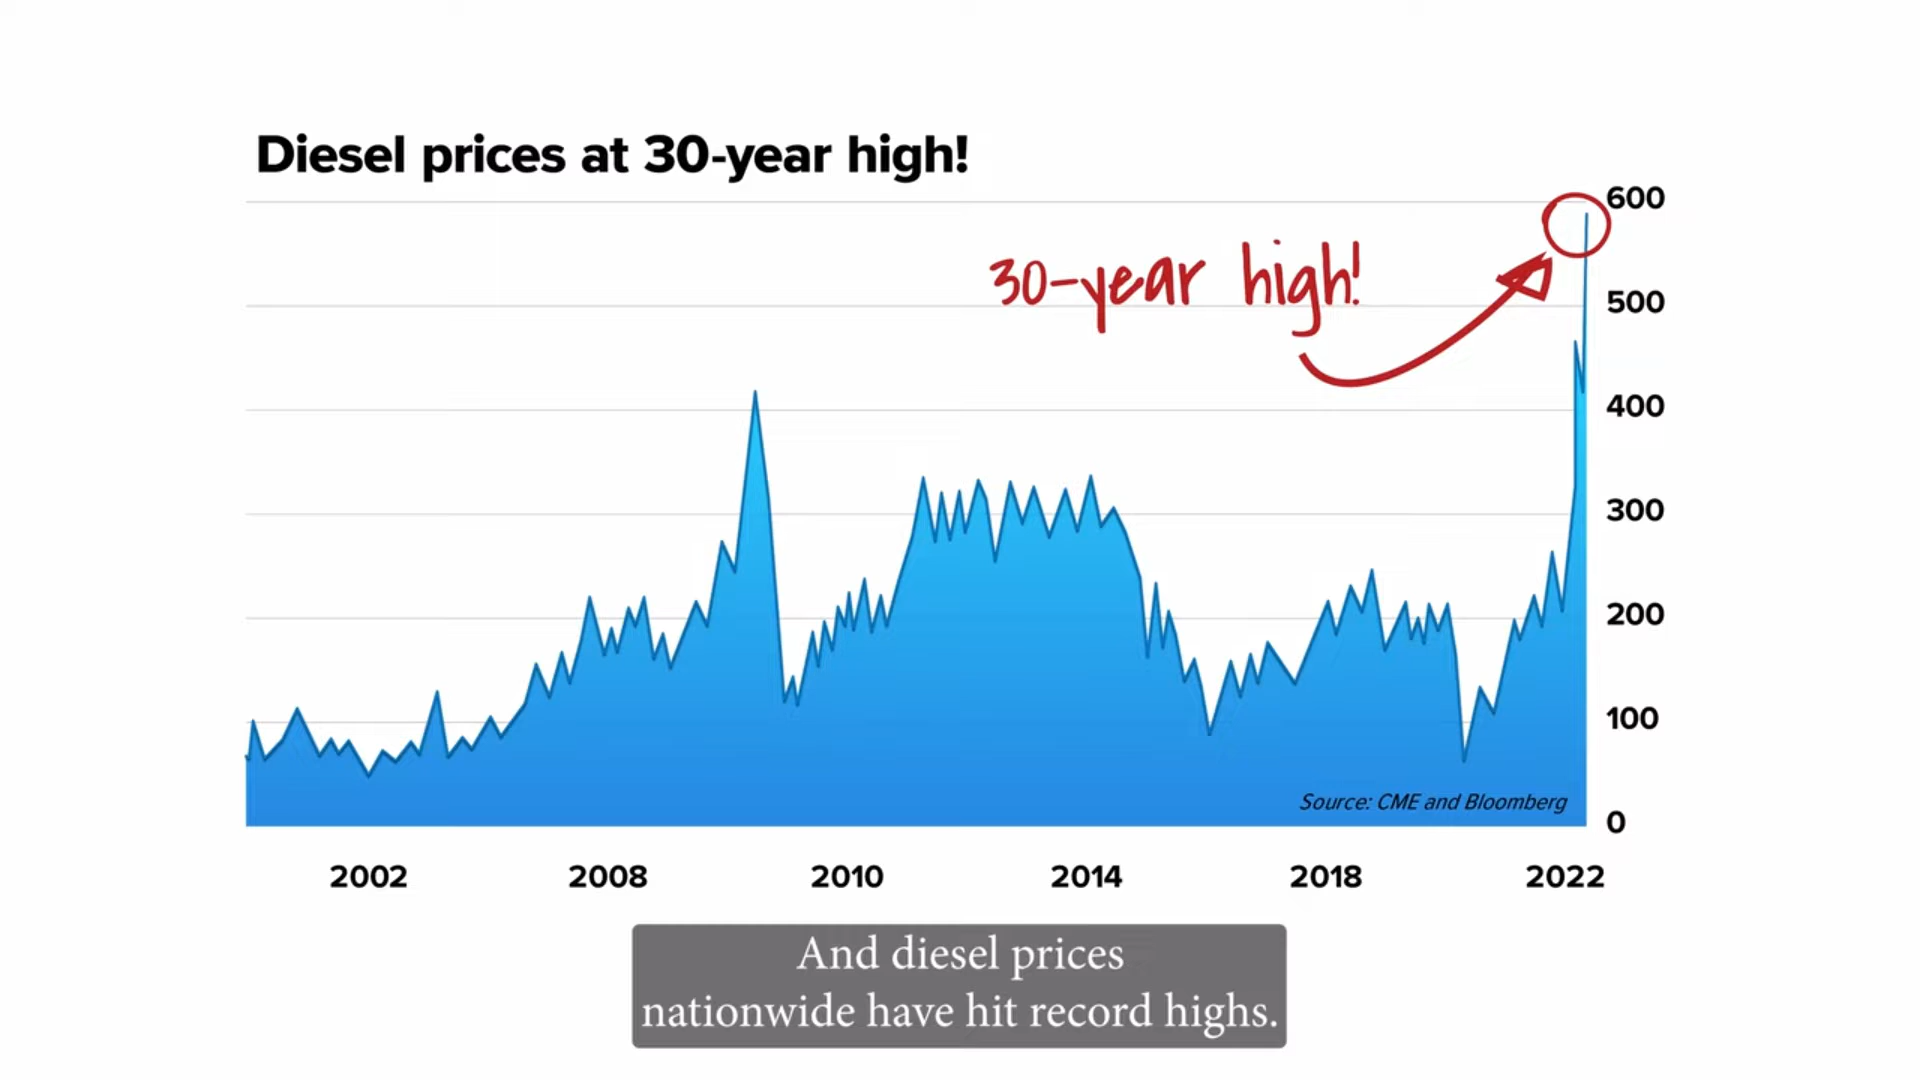 Diesel prices at 30-year high!
600
30-year high!
500
400
300
200
100
Source: CME and Bloomberg
0
2002 2008 2010 2014 2018 2022
And diesel prices
nationwide have hit record highs.